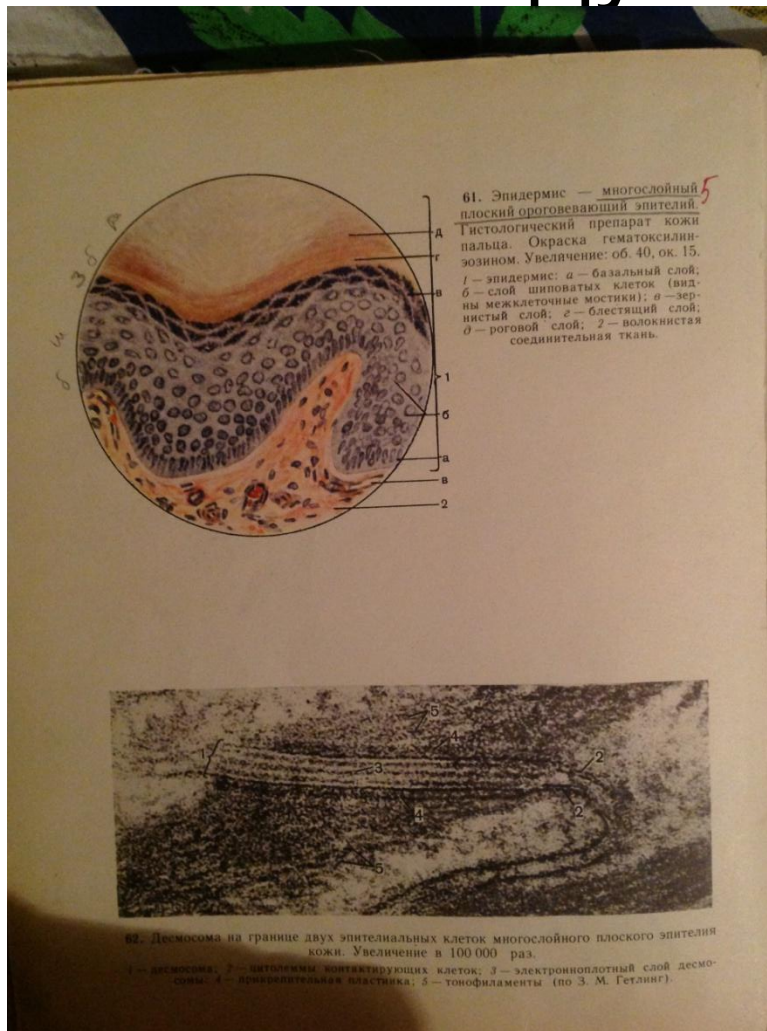 61. Эпидермис — многослойный 5
плоский ороговевающий эпителий.
Гистологический препарат кожи
пальца. Окраска гематоксилин-
эозином. Увеличение: об. 40, ок. 15.
1 — эпидермис: а — базальный слой;
б — слой шиповатых клеток (вид-
ны межклеточные мостики); в — зер-
нистый слой; г — блестящий слой;
д — роговой слой; 2 — волокнистая
соединительная ткань.
д
г
в
1
б
а
в
2
З б
ш
б
5
4
1
3
2
4
2
5
62. Десмосома на границе двух эпителиальных клеток многослойного плоского эпителия
кожи. Увеличение в 100 000 раз.
1 — десмосома; 2 — цитолеммы контактирующих клеток; 3 — электронноплотный слой десмо-
сомы; 4 — прикрепительная пластинка; 5 — тонофиламенты (по З. М. Гетлинг).